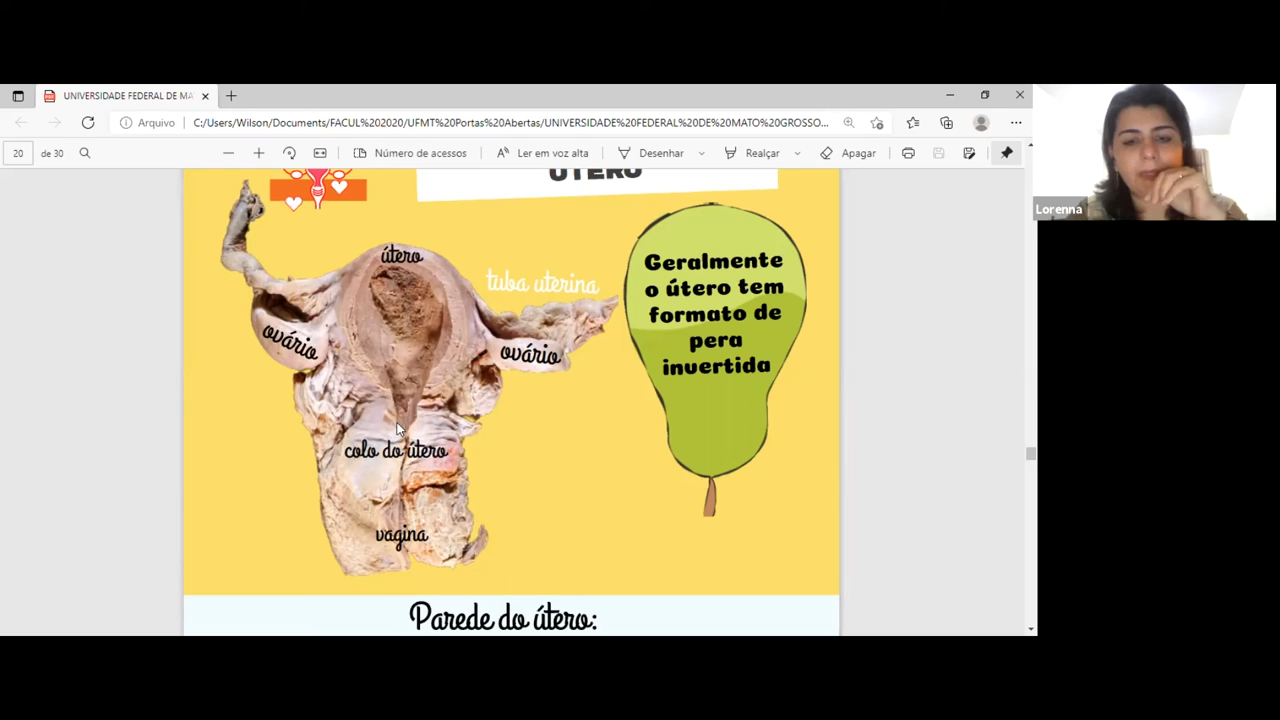 UNIVERSIDADE FEDERAL DE MA
Arquivo
C:/Users/Wilson/Documents/FACUL%202020/UFMT%20Portas%20Abertas/UNIVERSIDADE%20FEDERAL%20DE%20MATO%20GROSSO...
20 de 30
Número de acessos
Ler em voz alta
Desenhar
Realçar
Apagar
Lorenna
ÚTERO
útero
tuba uterina
ovário
ovário
colo do útero
vagina
Geralmente
o útero tem
formato de
pera
invertida
Parede do útero: